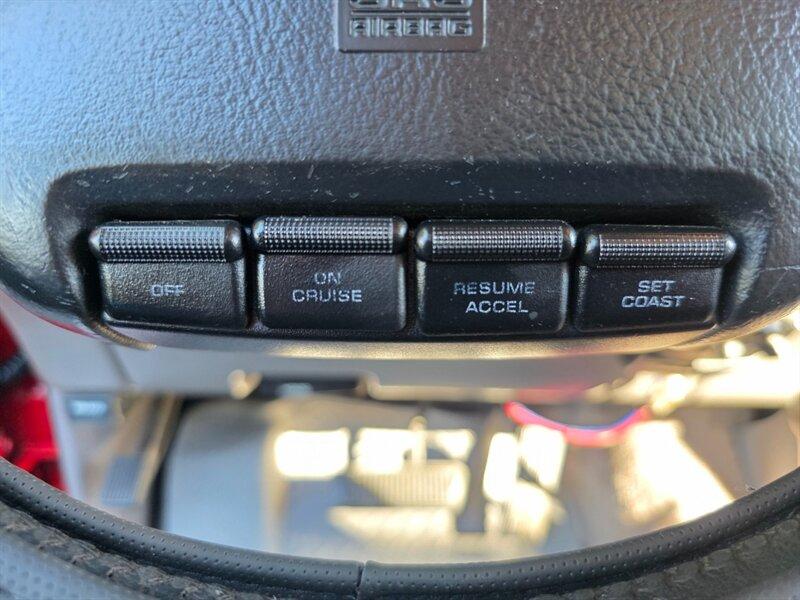 AIRBAG
OFF
ON
CRUISE
RESUME
ACCEL
SET
COAST